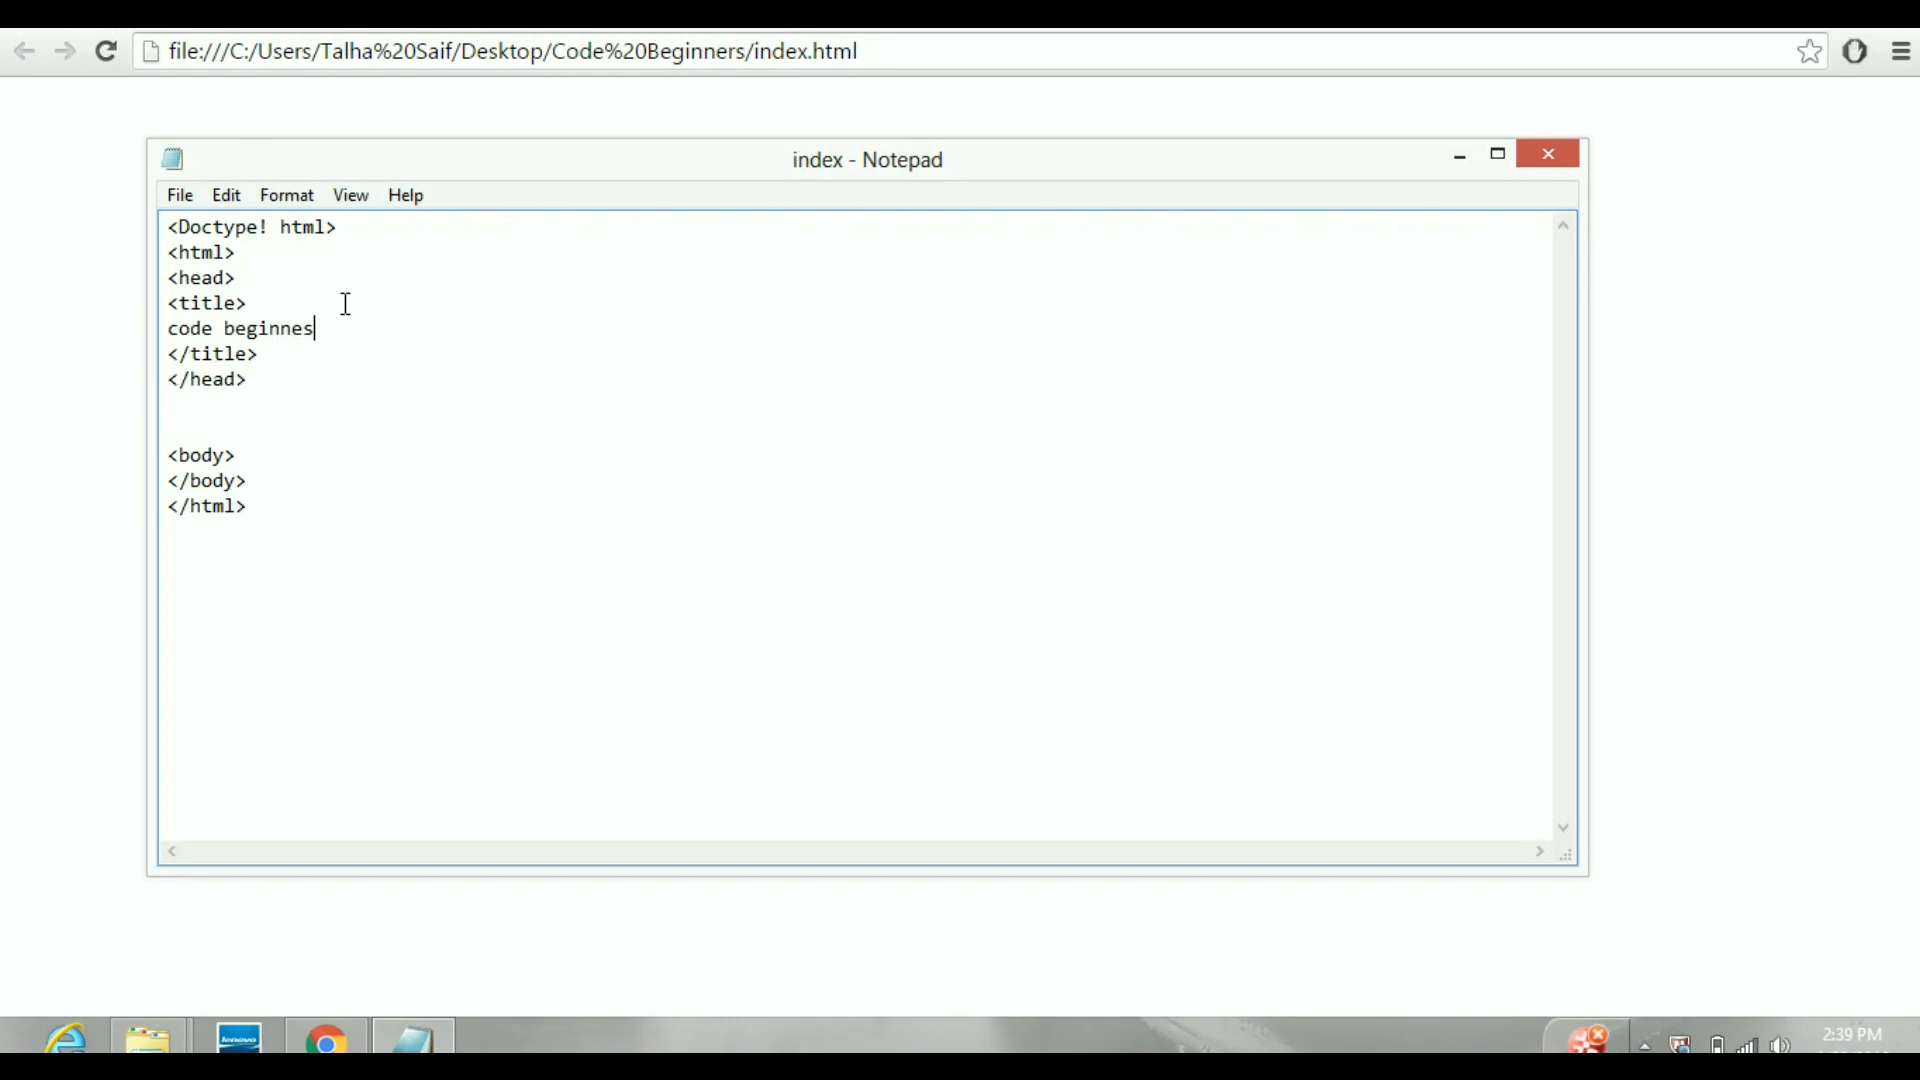 file:///C:/Users/Talha%20Saif/Desktop/Code%20Beginners/index.html
index - Notepad
File Edit Format View Help
<Doctype! html>
<html>
<head>
<title>
code beginnes
</title>
</head>
<body>
</body>
</html>
lenovo
2:39 PM